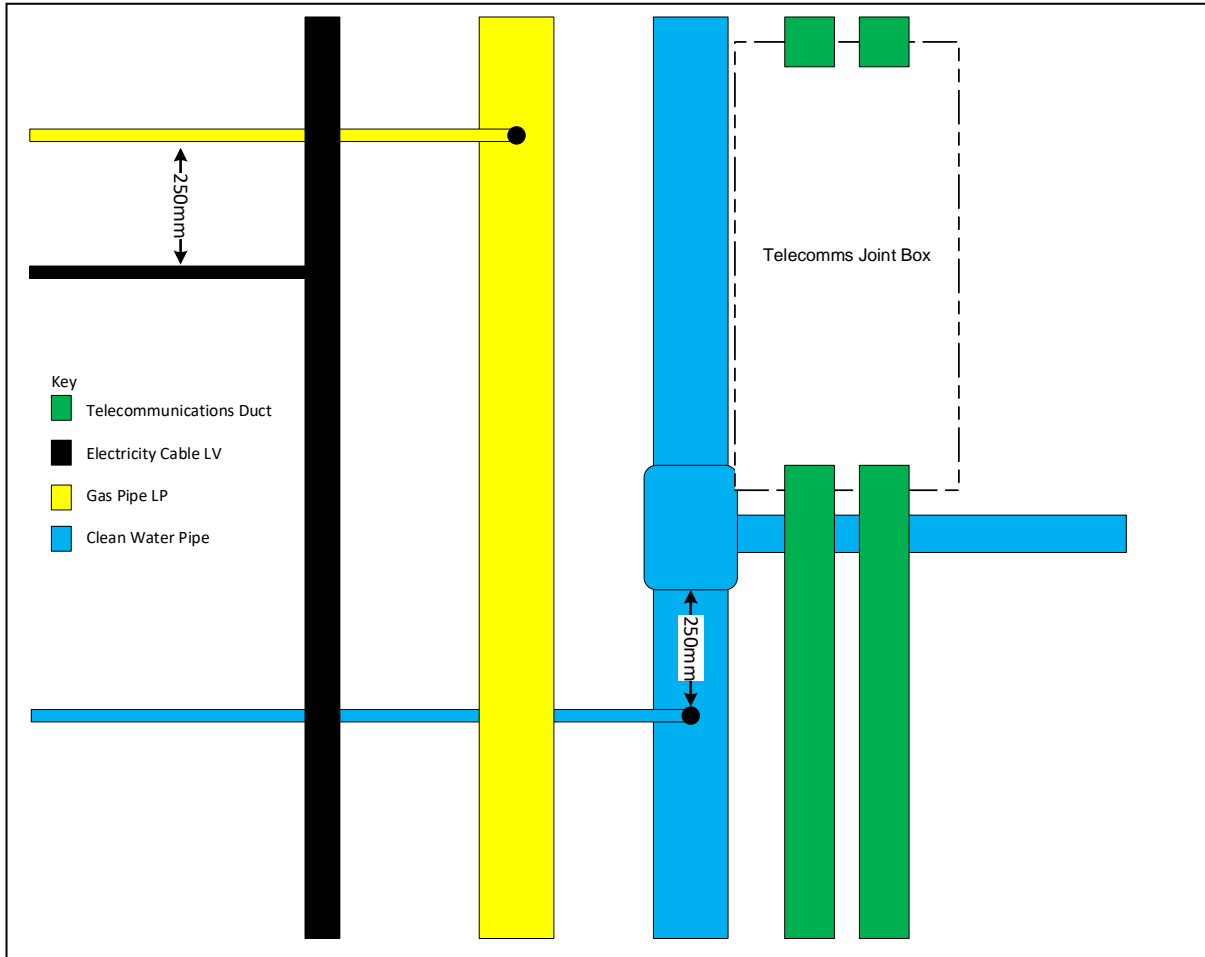 250mm
Telecomms Joint Box
Key
Telecommunications Duct
Electricity Cable LV
Gas Pipe LP
Clean Water Pipe
250mm